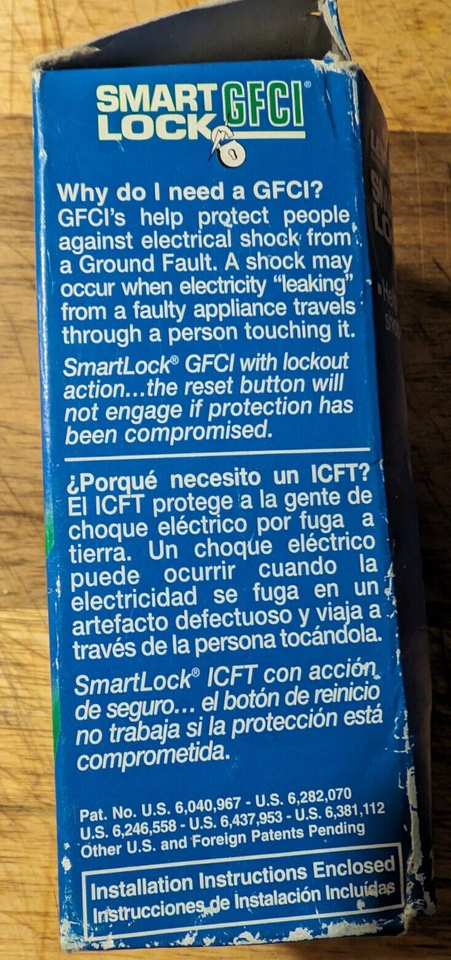 SMART GFCI®
LOCK
Why do I need a GFCI?
GFCI's help protect people
against electrical shock from
a Ground Fault. A shock may
occur when electricity “leaking”
from a faulty appliance travels
through a person touching it.
SmartLock® GFCI with lockout
action...the reset button will
not engage if protection has
been compromised.
¿Porqué necesito un ICFT?
El ICFT protege a la gente de
choque eléctrico por fuga a
tierra. Un choque eléctrico
puede ocurrir cuando la
electricidad se fuga en un
artefacto defectuoso y viaja a
través de la persona tocándola.
SmartLock® ICFT con acción
de seguro... el botón de reinicio
no trabaja si la protección está
comprometida.
Pat. No. U.S. 6,040,967 - U.S. 6,282,070
U.S. 6,246,558 - U.S. 6,437,953 - U.S. 6,381,112
Other U.S. and Foreign Patents Pending
Installation Instructions Enclosed
Instrucciones de Instalación Incluídas